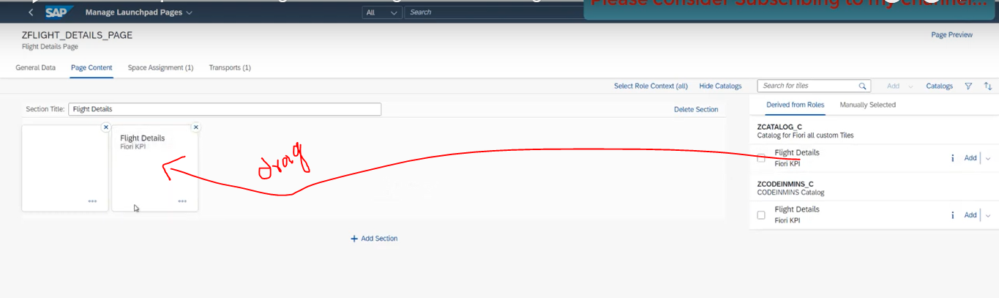 Please consider Subscribing to my channel...
SAP Manage Launchpad Pages All Search
ZFLIGHT_DETAILS_PAGE
Page Preview
Flight Details Page
General Data Page Content Space Assignment (1) Transports (1)
Select Role Context (all) Hide Catalogs Search for tiles Add Catalogs
Section Title: Flight Details Delete Section
Derived from Roles Manually Selected
Flight Details
Fiori KPI
drag
ZCATALOG_C
Catalog for Fiori all custom Tiles
Flight Details
Fiori KPI
i Add
ZCODEINMINS_C
CODEINMINS Catalog
Flight Details
Fiori KPI
i Add
+ Add Section